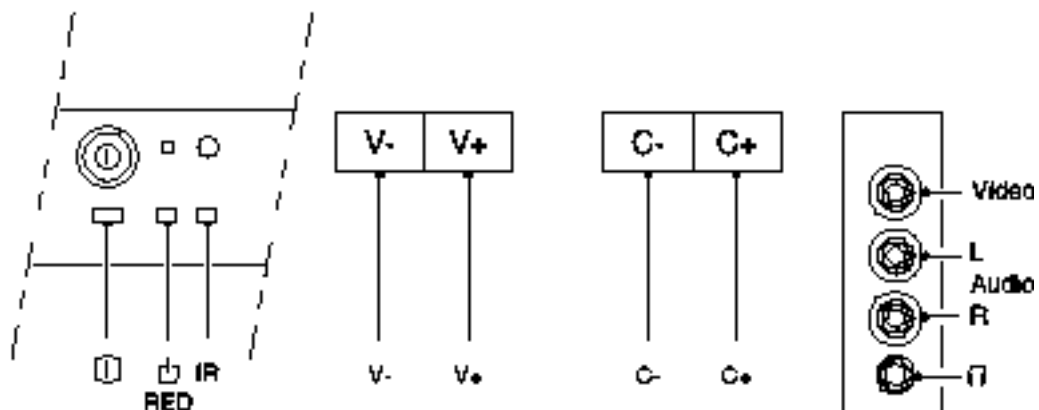 V- V+ C- C+
Video
L
Audio
R
IR V- V+ C- C+
RED